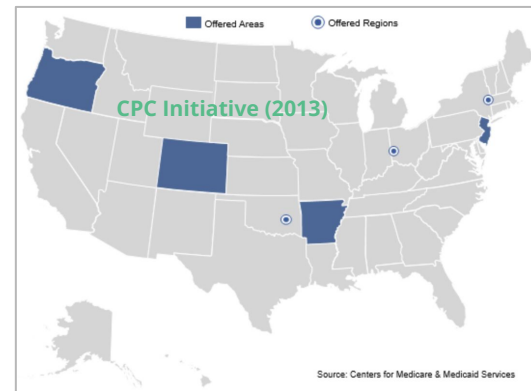 Offered Areas Offered Regions
CPC Initiative (2013)
Source: Centers for Medicare & Medicaid Services